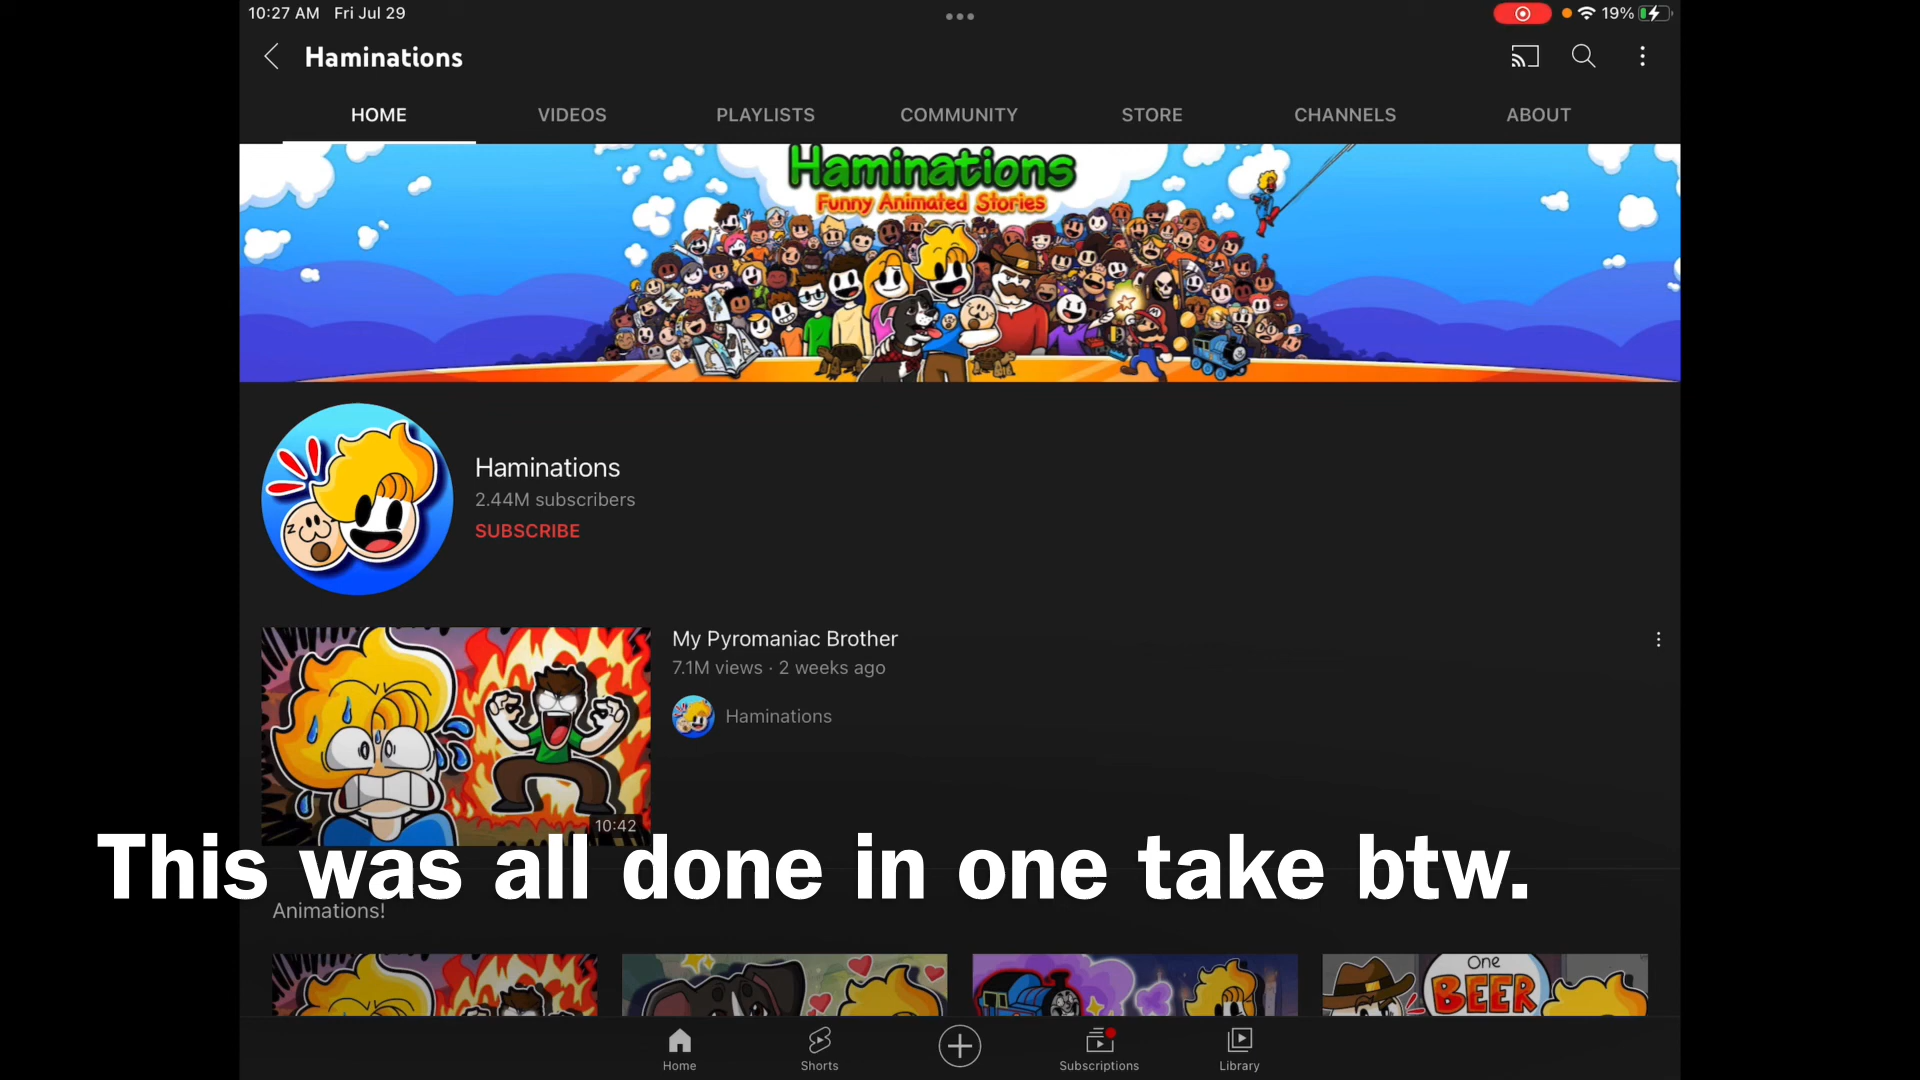 10:27 AM Fri Jul 29
19%
Haminations
HOME VIDEOS PLAYLISTS COMMUNITY STORE CHANNELS ABOUT
Haminations
Funny Animated Stories
Haminations
2.44M subscribers
SUBSCRIBE
My Pyromaniac Brother
7.1M views · 2 weeks ago
Haminations
10:42
This was all done in one take btw.
Animations!
One
BEER
Home Shorts Subscriptions Library